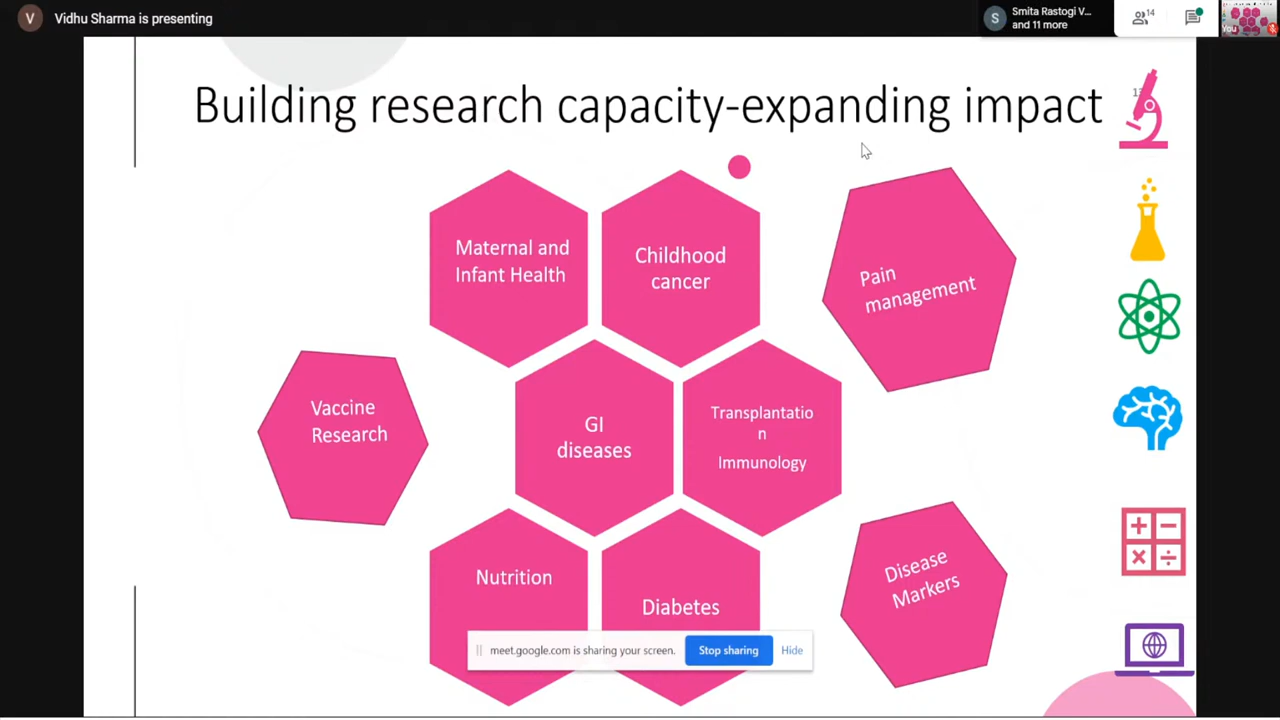 V
Vidhu Sharma is presenting
S
Smita Rastogi V...
and 11 more
14
You
Building research capacity-expanding impact
Maternal and
Infant Health
Childhood
cancer
Pain
management
Vaccine
Research
GI
diseases
Transplantatio
n
Immunology
Nutrition
Diabetes
Disease
Markers
meet.google.com is sharing your screen.
Stop sharing
Hide